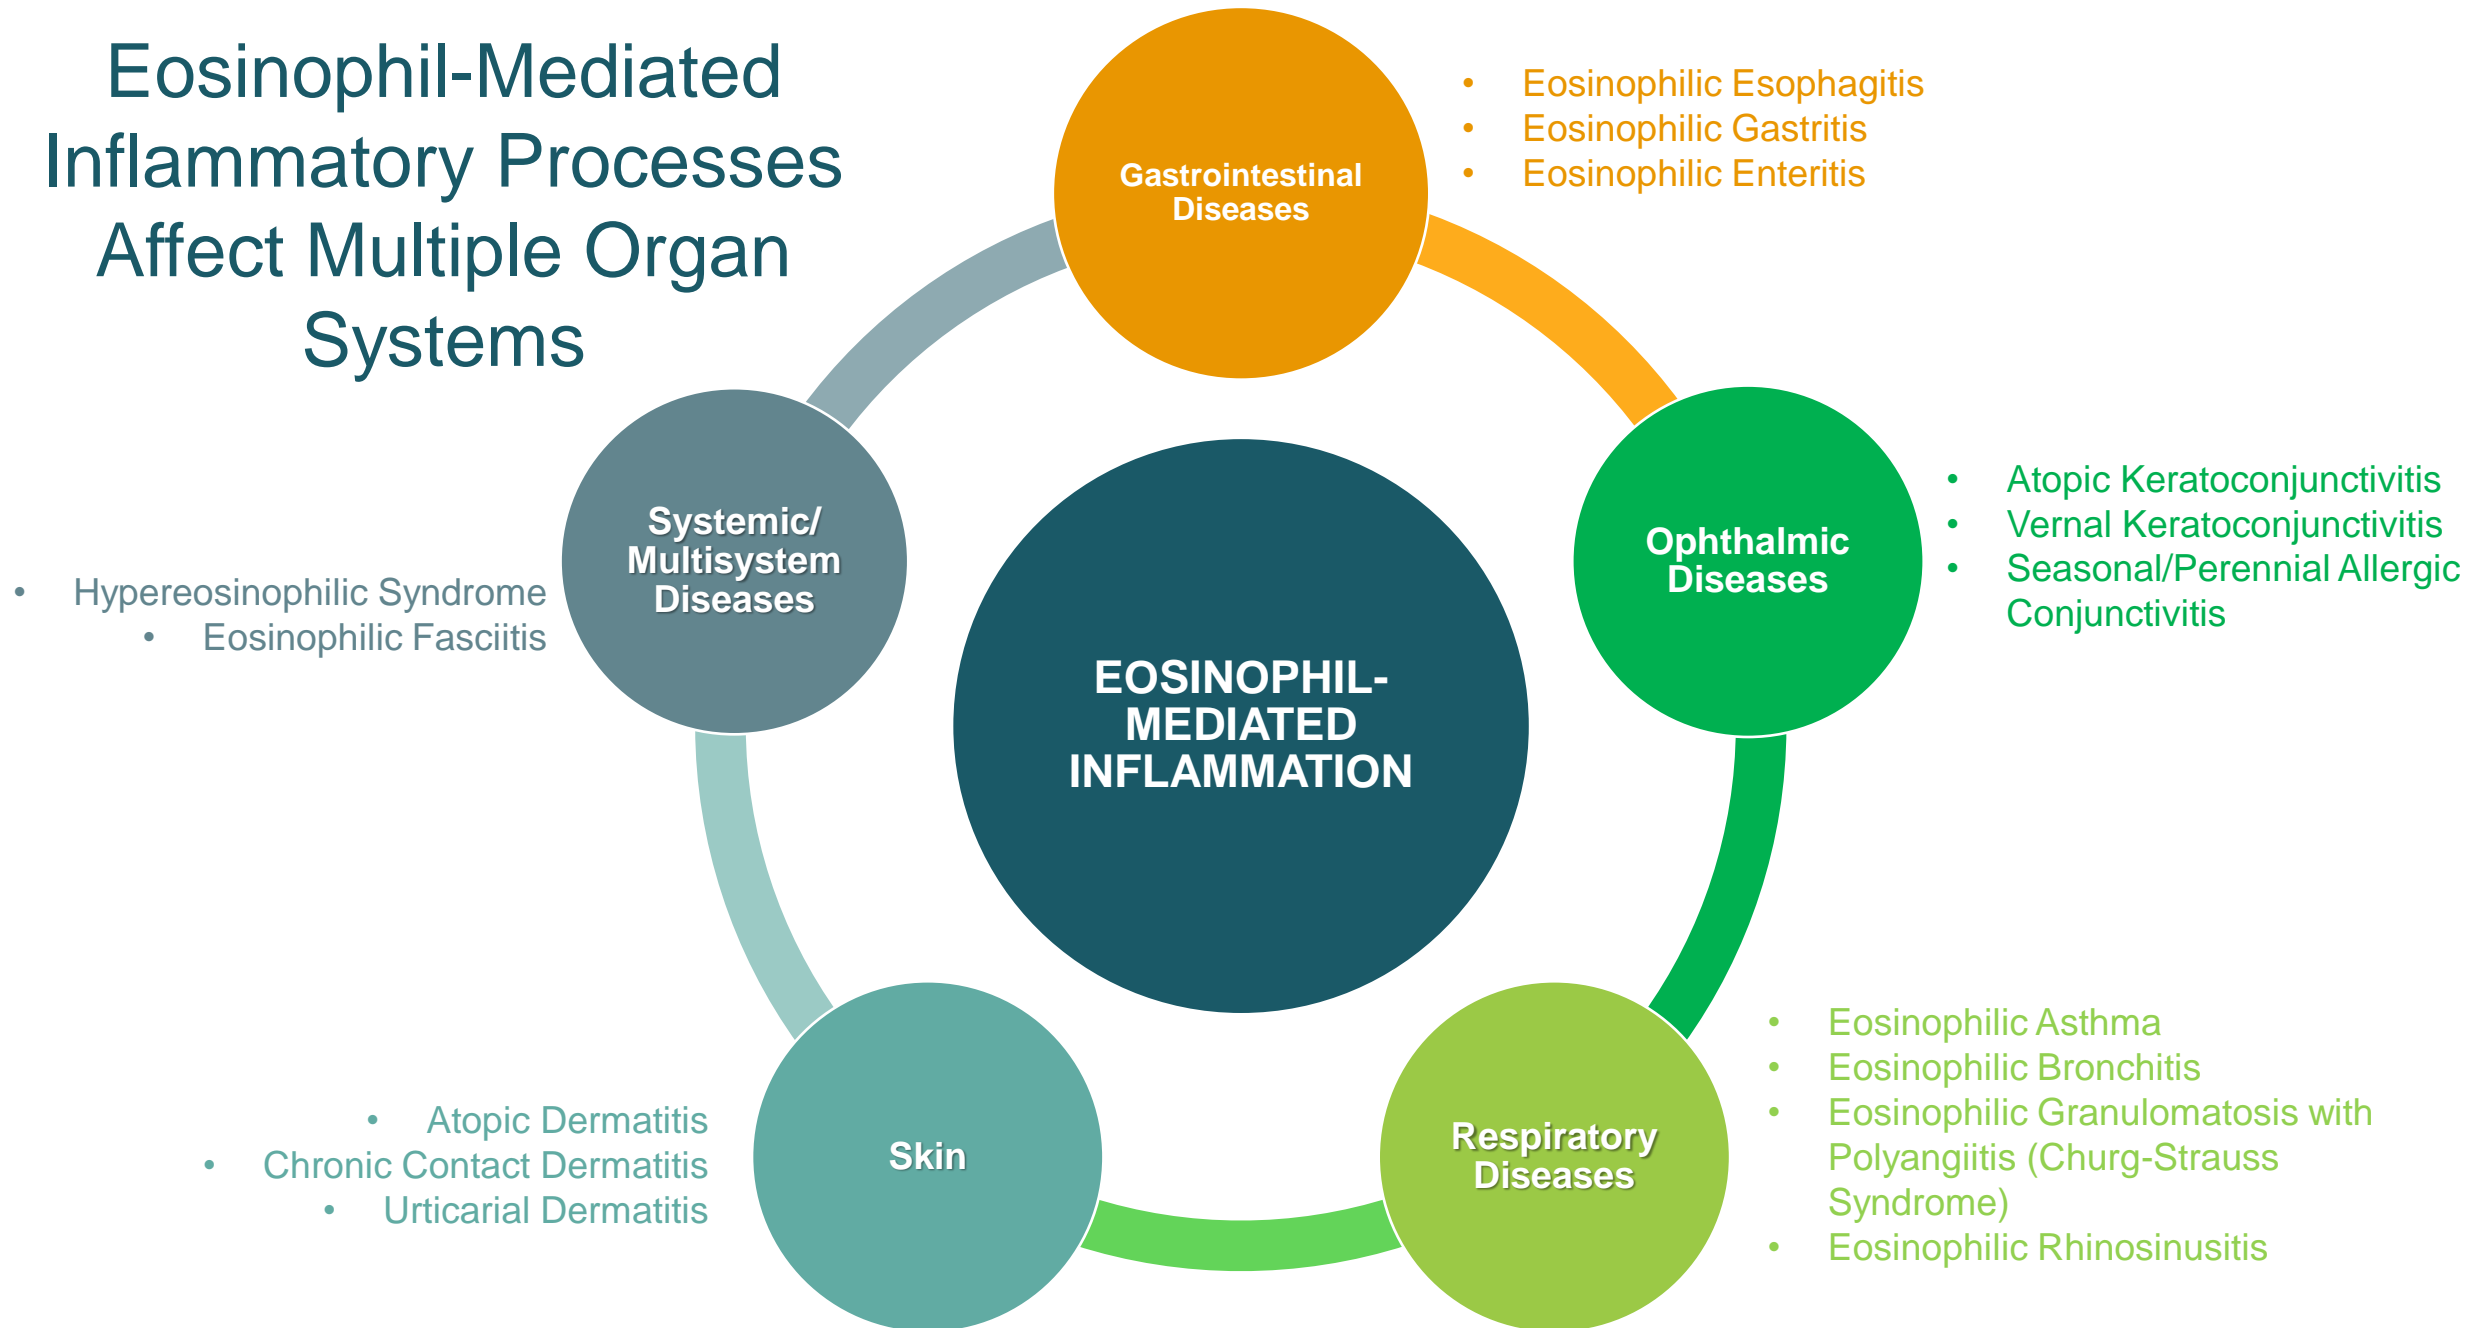 Eosinophil-Mediated
Inflammatory Processes
Affect Multiple Organ
Systems
Gastrointestinal
Diseases
• Eosinophilic Esophagitis
• Eosinophilic Gastritis
• Eosinophilic Enteritis
Ophthalmic
Diseases
• Atopic Keratoconjunctivitis
• Vernal Keratoconjunctivitis
• Seasonal/Perennial Allergic
Conjunctivitis
Systemic/
Multisystem
Diseases
• Hypereosinophilic Syndrome
• Eosinophilic Fasciitis
EOSINOPHIL-
MEDIATED
INFLAMMATION
Respiratory
Diseases
• Eosinophilic Asthma
• Eosinophilic Bronchitis
• Eosinophilic Granulomatosis with
Polyangiitis (Churg-Strauss
Syndrome)
• Eosinophilic Rhinosinusitis
Skin
• Atopic Dermatitis
• Chronic Contact Dermatitis
• Urticarial Dermatitis